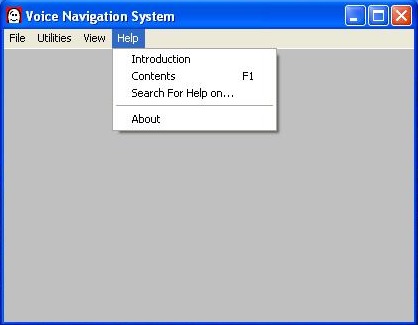 Voice Navigation System
File Utilities View Help
Introduction
Contents F1
Search For Help on...
About